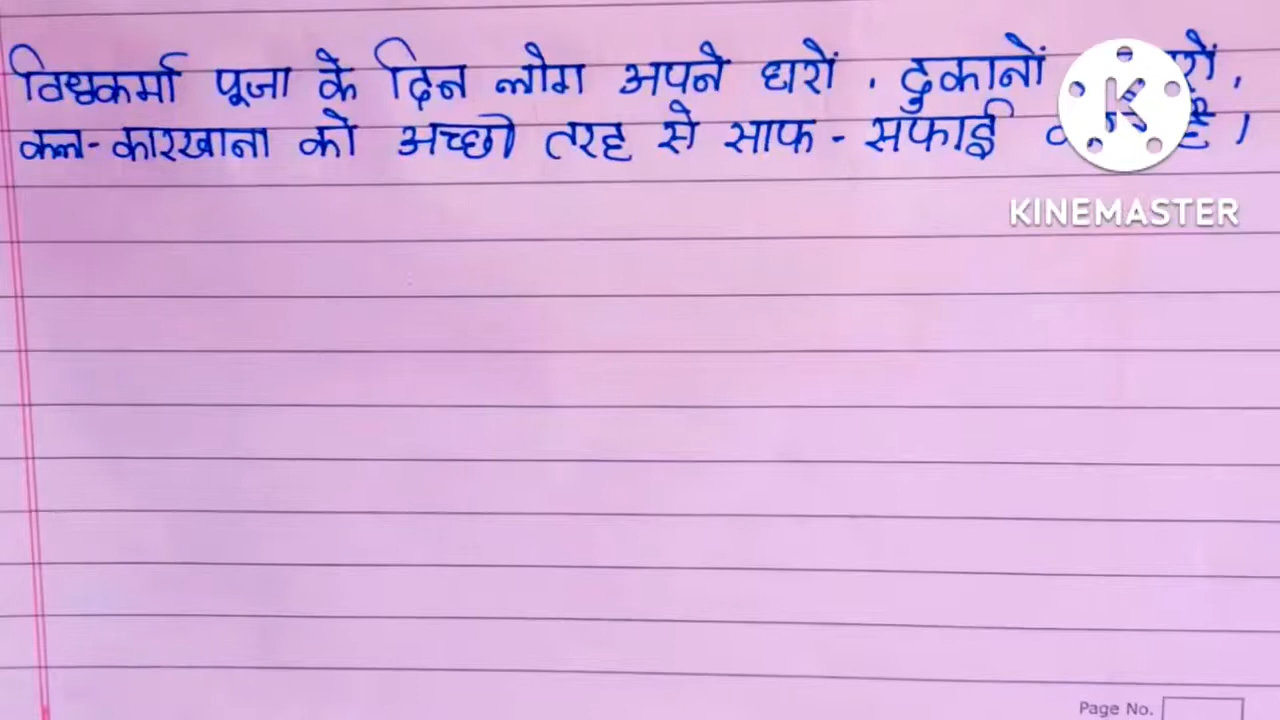 विश्वकर्मा पूजा के दिन लोग अपने घरों . दुकानों
कल-कारखाना को अच्छी तरह से साफ - सफाई है ।
KINEMASTER
Page No.